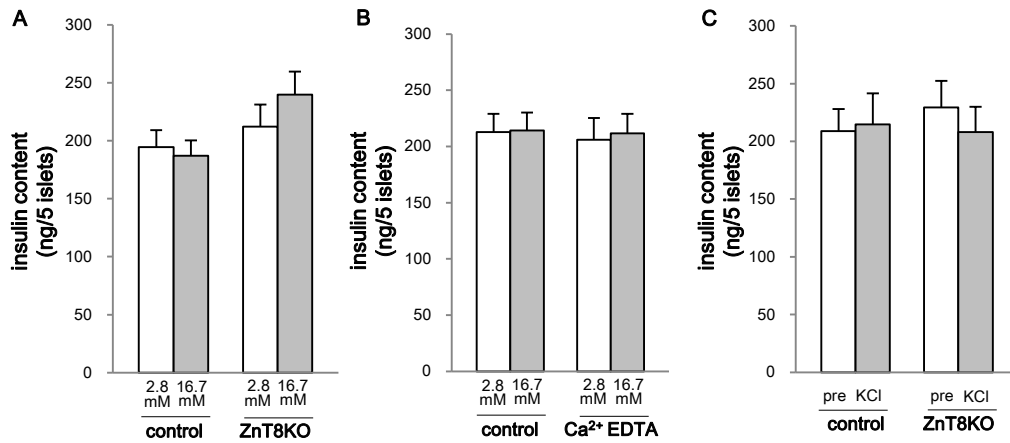 A
insulin content
(ng/5 islets)
300
250
200
150
100
50
0
2.8
mM
16.7
mM
2.8
mM
16.7
mM
control
ZnT8KO
B
insulin content
(ng/5 islets)
300
250
200
150
100
50
0
2.8
mM
16.7
mM
2.8
mM
16.7
mM
control
Ca²⁺ EDTA
C
insulin content
(ng/5 islets)
300
250
200
150
100
50
0
pre KCl
pre KCl
control
ZnT8KO